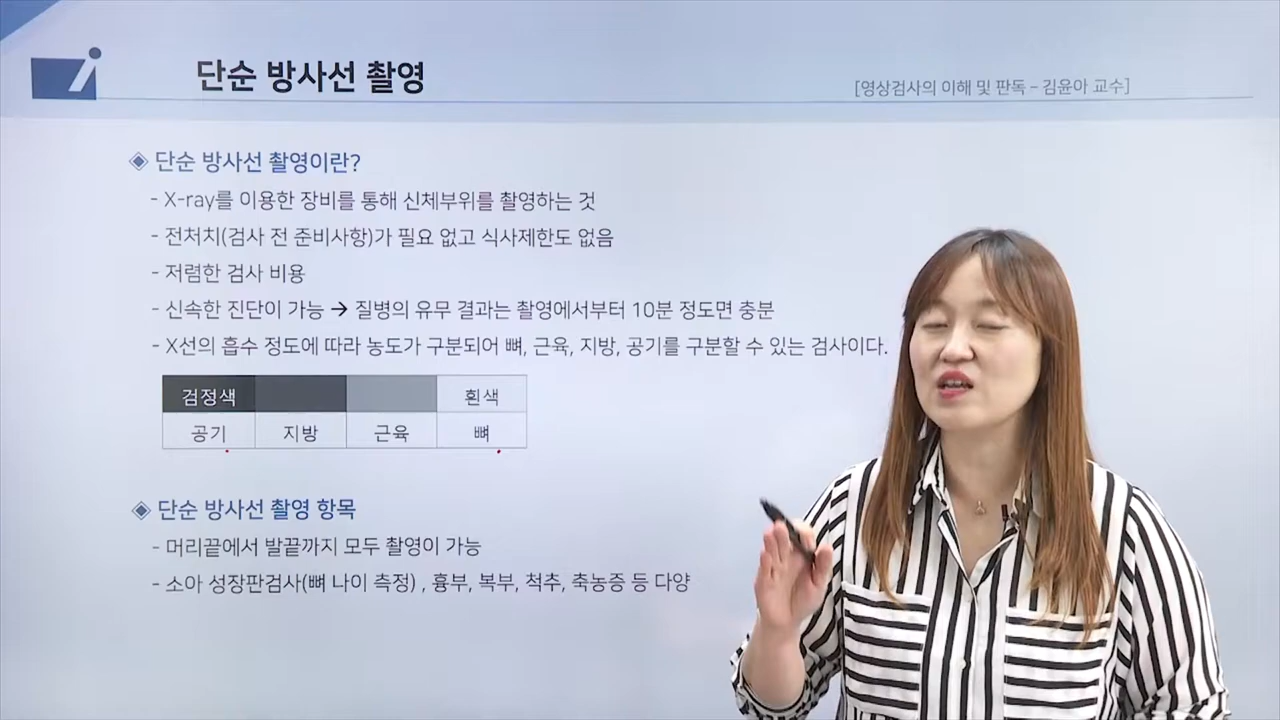 단순 방사선 촬영
[영상검사의 이해 및 판독 – 김윤아 교수]
◈ 단순 방사선 촬영이란?
- X-ray를 이용한 장비를 통해 신체부위를 촬영하는 것
- 전처치(검사 전 준비사항)가 필요 없고 식사제한도 없음
- 저렴한 검사 비용
- 신속한 진단이 가능 → 질병의 유무 결과는 촬영에서부터 10분 정도면 충분
- X선의 흡수 정도에 따라 농도가 구분되어 뼈, 근육, 지방, 공기를 구분할 수 있는 검사이다.
검정색 흰색
공기 지방 근육 뼈
◈ 단순 방사선 촬영 항목
- 머리끝에서 발끝까지 모두 촬영이 가능
- 소아 성장판검사(뼈 나이 측정) , 흉부, 복부, 척추, 축농증 등 다양